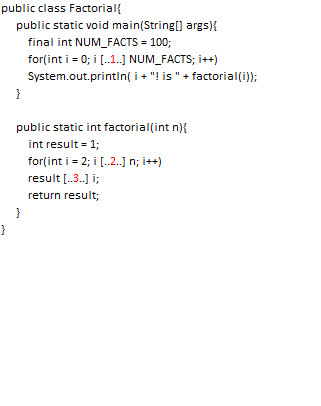 public class Factorial{
public static void main(String[] args){
final int NUM_FACTS = 100;
for(int i = 0; i [..1..] NUM_FACTS; i++)
System.out.println( i + "! is " + factorial(i));
}
public static int factorial(int n){
int result = 1;
for(int i = 2; i [..2..] n; i++)
result [..3..] i;
return result;
}
}